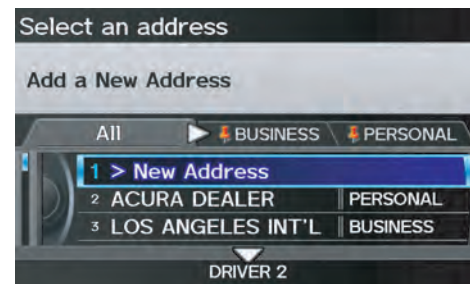 Select an address
Add a New Address
All BUSINESS PERSONAL
1 > New Address
2 ACURA DEALER PERSONAL
3 LOS ANGELES INT'L BUSINESS
DRIVER 2